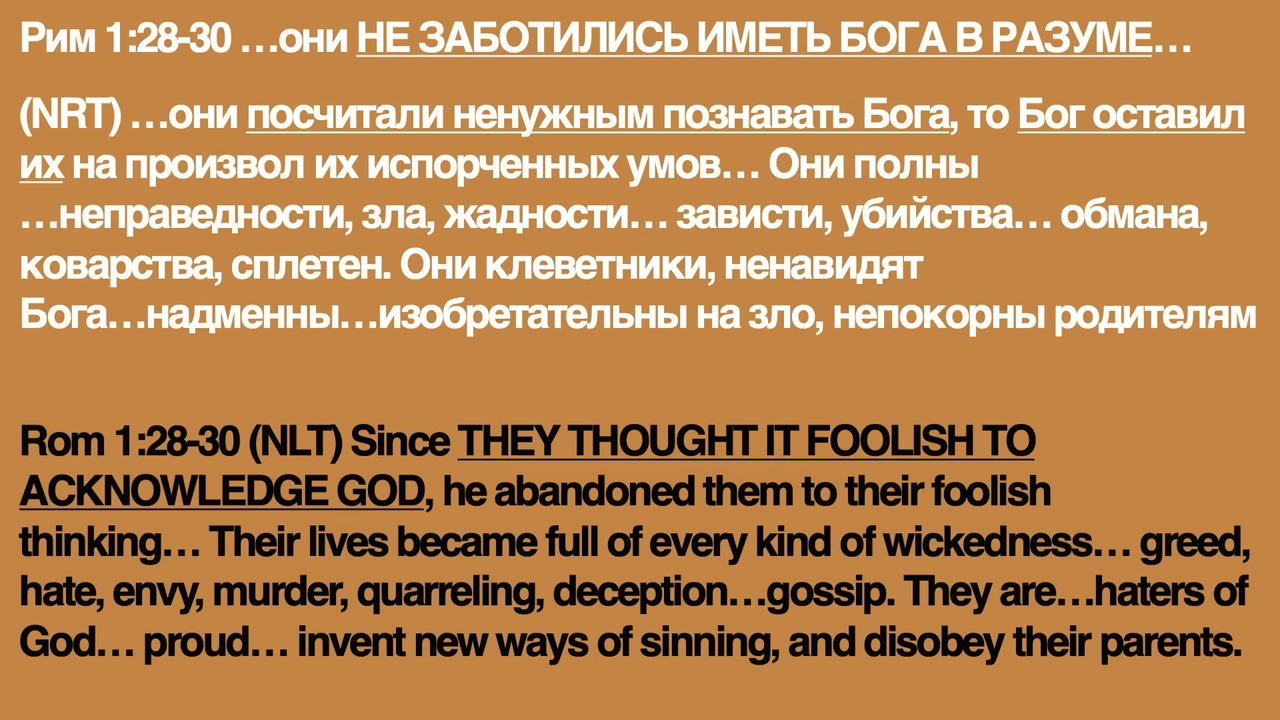 Рим 1:28-30 …они НЕ ЗАБОТИЛИСЬ ИМЕТЬ БОГА В РАЗУМЕ…
(NRT) …они посчитали ненужным познавать Бога, то Бог оставил
их на произвол их испорченных умов… Они полны
…неправедности, зла, жадности… зависти, убийства… обмана,
коварства, сплетен. Они клеветники, ненавидят
Бога…надменны…изобретательны на зло, непокорны родителям
Rom 1:28-30 (NLT) Since THEY THOUGHT IT FOOLISH TO
ACKNOWLEDGE GOD, he abandoned them to their foolish
thinking… Their lives became full of every kind of wickedness… greed,
hate, envy, murder, quarreling, deception…gossip. They are…haters of
God… proud… invent new ways of sinning, and disobey their parents.